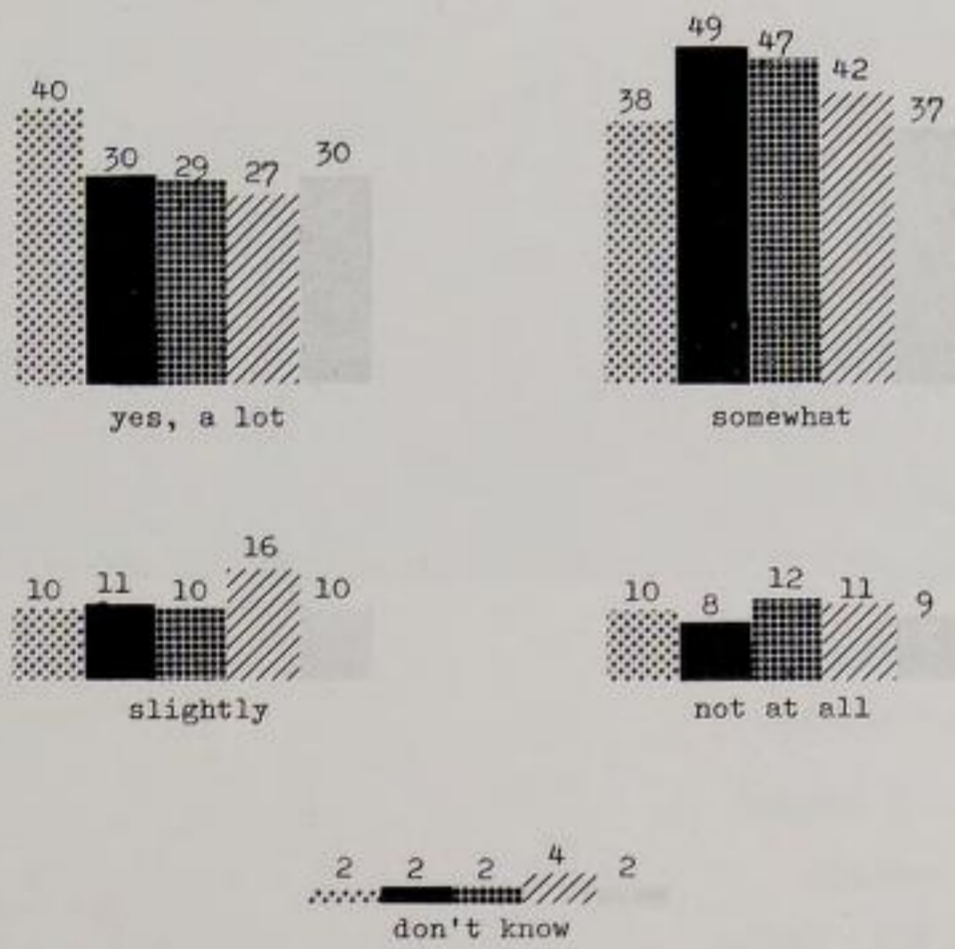 40 30 29 27 30
38 49 47 42 37
yes, a lot
somewhat
10 11 10 16 10
10 8 12 11 9
slightly
not at all
2 2 2 4 2
don't know